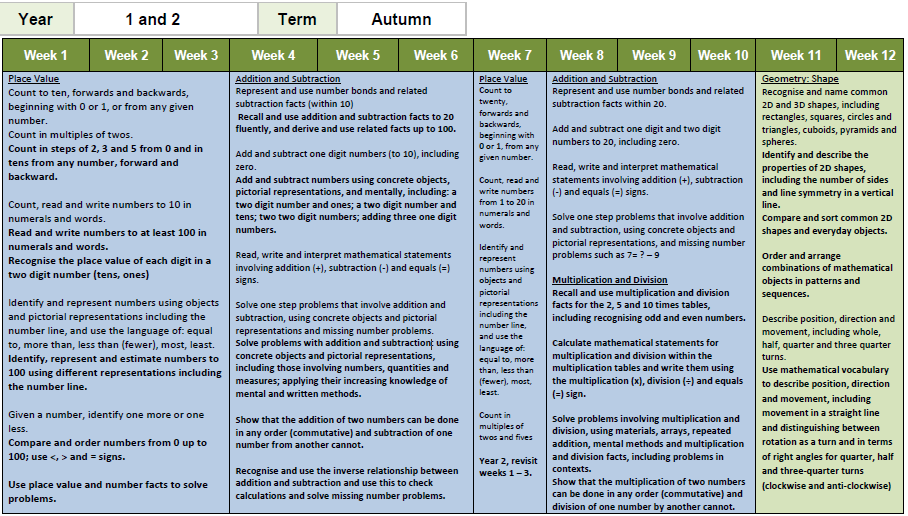 Year 1 and 2 Term Autumn
Week 1 Week 2 Week 3 Week 4 Week 5 Week 6 Week 7 Week 8 Week 9 Week 10 Week 11 Week 12
Place Value
Count to ten, forwards and backwards,
beginning with 0 or 1, or from any given
number.
Count in multiples of twos.
Count in steps of 2, 3 and 5 from 0 and in
tens from any number, forward and
backward.
Count, read and write numbers to 10 in
numerals and words.
Read and write numbers to at least 100 in
numerals and words.
Recognise the place value of each digit in a
two digit number (tens, ones)
Identify and represent numbers using objects
and pictorial representations including the
number line, and use the language of: equal
to, more than, less than (fewer), most, least.
Identify, represent and estimate numbers to
100 using different representations including
the number line.
Given a number, identify one more or one
less.
Compare and order numbers from 0 up to
100; use <, > and = signs.
Use place value and number facts to solve
problems.
Addition and Subtraction
Represent and use number bonds and related
subtraction facts (within 10)
Recall and use addition and subtraction facts to 20
fluently, and derive and use related facts up to 100.
Add and subtract one digit numbers (to 10), including
zero.
Add and subtract numbers using concrete objects,
pictorial representations, and mentally, including: a
two digit number and ones; a two digit number and
tens; two two digit numbers; adding three one digit
numbers.
Read, write and interpret mathematical statements
involving addition (+), subtraction (-) and equals (=)
signs.
Solve one step problems that involve addition and
subtraction, using concrete objects and pictorial
representations and missing number problems.
Solve problems with addition and subtraction: using
concrete objects and pictorial representations,
including those involving numbers, quantities and
measures; applying their increasing knowledge of
mental and written methods.
Show that the addition of two numbers can be done
in any order (commutative) and subtraction of one
number from another cannot.
Recognise and use the inverse relationship between
addition and subtraction and use this to check
calculations and solve missing number problems.
Place Value
Count to
twenty,
forwards and
backwards,
beginning with
0 or 1, from any
given number.
Count, read and
write numbers
from 1 to 20 in
numerals and
words.
Identify and
represent
numbers using
objects and
pictorial
representations
including the
number line,
and use the
language of:
equal to, more
than, less than
(fewer), most,
least.
Count in
multiples of
twos and fives
Year 2, revisit
weeks 1 – 3.
Addition and Subtraction
Represent and use number bonds and related
subtraction facts within 20.
Add and subtract one digit and two digit
numbers to 20, including zero.
Read, write and interpret mathematical
statements involving addition (+), subtraction
(-) and equals (=) signs.
Solve one step problems that involve addition
and subtraction, using concrete objects and
pictorial representations, and missing number
problems such as 7= ? – 9
Multiplication and Division
Recall and use multiplication and division
facts for the 2, 5 and 10 times tables,
including recognising odd and even numbers.
Calculate mathematical statements for
multiplication and division within the
multiplication tables and write them using
the multiplication (x), division (÷) and equals
(=) sign.
Solve problems involving multiplication and
division, using materials, arrays, repeated
addition, mental methods and multiplication
and division facts, including problems in
contexts.
Show that the multiplication of two numbers
can be done in any order (commutative) and
division of one number by another cannot.
Geometry: Shape
Recognise and name common
2D and 3D shapes, including
rectangles, squares, circles and
triangles, cuboids, pyramids and
spheres.
Identify and describe the
properties of 2D shapes,
including the number of sides
and line symmetry in a vertical
line.
Compare and sort common 2D
shapes and everyday objects.
Order and arrange
combinations of mathematical
objects in patterns and
sequences.
Describe position, direction and
movement, including whole,
half, quarter and three quarter
turns.
Use mathematical vocabulary
to describe position, direction
and movement, including
movement in a straight line
and distinguishing between
rotation as a turn and in terms
of right angles for quarter, half
and three-quarter turns
(clockwise and anti-clockwise)